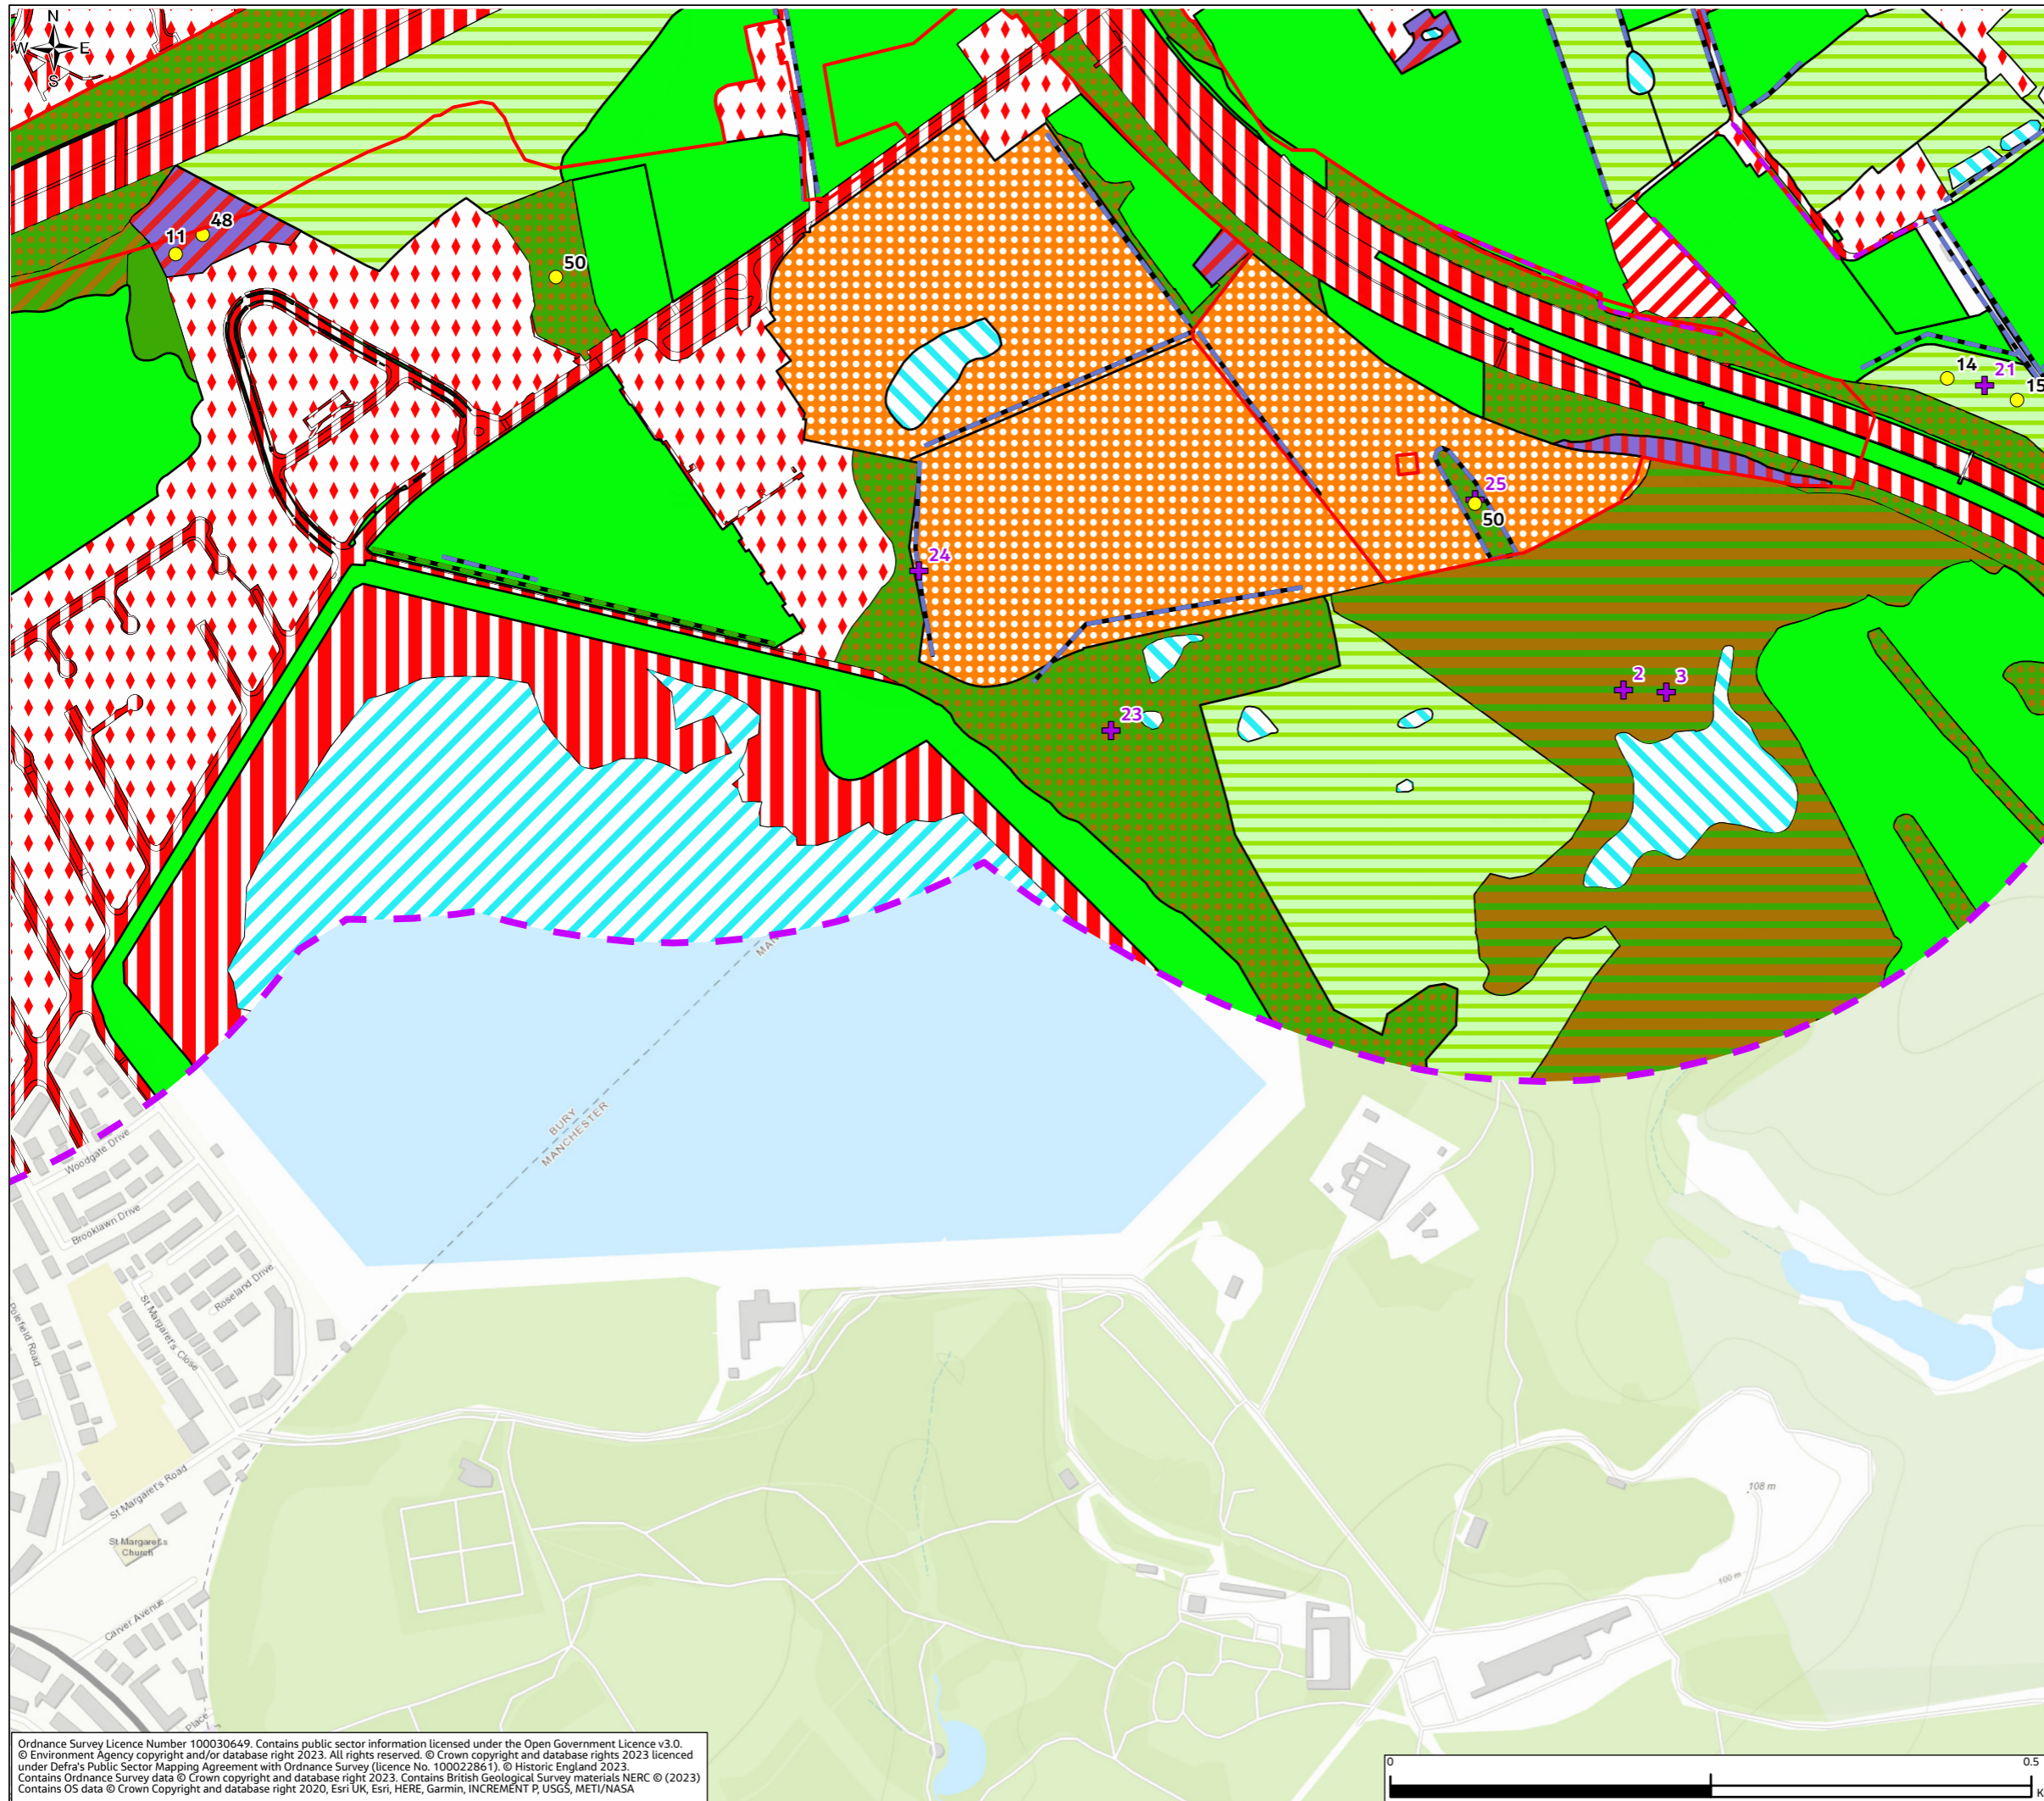 N
W E
S
48
11
50
14
21
15
25
50
24
2
3
23
MAN
BURY
MANCHESTER
Woodgate Drive
Brooklawn Drive
Roseland Drive
St Margaret's Close
Polefield Road
St Margaret's Road
St Margaret's
Church
Carver Avenue
Place
108 m
100 m
Ordnance Survey Licence Number 100030649. Contains public sector information licensed under the Open Government Licence v3.0.
© Environment Agency copyright and/or database right 2023. All rights reserved. © Crown copyright and database rights 2023 licenced
under Defra's Public Sector Mapping Agreement with Ordnance Survey (licence No. 100022861). © Historic England 2023.
Contains Ordnance Survey data © Crown copyright and database right 2023. Contains British Geological Survey materials NERC © (2023)
Contains OS data © Crown Copyright and database right 2020, Esri UK, Esri, HERE, Garmin, INCREMENT P, USGS, METI/NASA
0 0.5
K